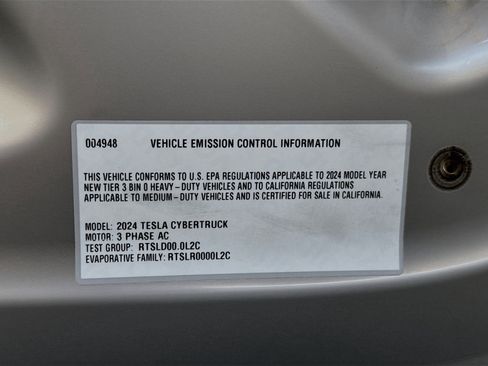 004948 VEHICLE EMISSION CONTROL INFORMATION
THIS VEHICLE CONFORMS TO U.S. EPA REGULATIONS APPLICABLE TO 2024 MODEL YEAR
NEW TIER 3 BIN 0 HEAVY-DUTY VEHICLES AND TO CALIFORNIA REGULATIONS
APPLICABLE TO MEDIUM-DUTY VEHICLES AND IS CERTIFIED FOR SALE IN CALIFORNIA.
MODEL: 2024 TESLA CYBERTRUCK
MOTOR: 3 PHASE AC
TEST GROUP: RTSLD00.0L2C
EVAPORATIVE FAMILY: RTSLR0000L2C